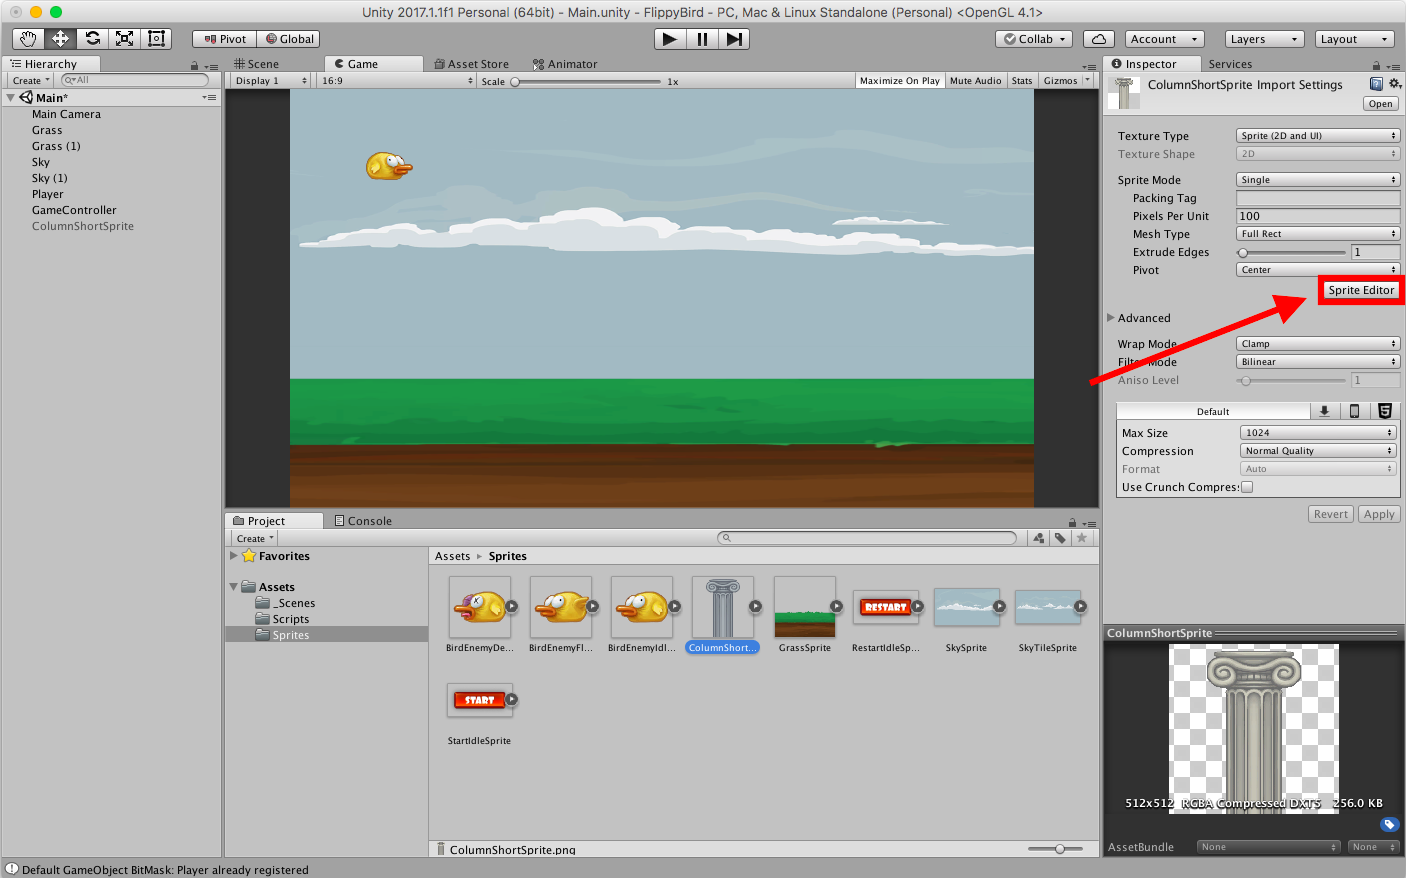 Unity 2017.1.1f1 Personal (64bit) - Main.unity - FlippyBird - PC, Mac & Linux Standalone (Personal) <OpenGL 4.1>
Pivot Global Collab Account Layers Layout
Hierarchy
Create All
Main*
Main Camera
Grass
Grass (1)
Sky
Sky (1)
Player
GameController
ColumnShortSprite
Scene Game Asset Store Animator
Display 1 16:9 Scale 1x Maximize On Play Mute Audio Stats Gizmos
Inspector Services
ColumnShortSprite Import Settings
Open
Texture Type Sprite (2D and UI)
Texture Shape 2D
Sprite Mode Single
Packing Tag
Pixels Per Unit 100
Mesh Type Full Rect
Extrude Edges 1
Pivot Center
Sprite Editor
Advanced
Wrap Mode Clamp
Filter Mode Bilinear
Aniso Level 1
Default
Max Size 1024
Compression Normal Quality
Format Auto
Use Crunch Compres
Revert Apply
Project Console
Create
Favorites
Assets
_Scenes
Scripts
Sprites
Assets Sprites
RESTART
BirdEnemyDe... BirdEnemyFl... BirdEnemyIdl... ColumnShort... GrassSprite RestartIdleSp... SkySprite SkyTileSprite
START
StartIdleSprite
ColumnShortSprite.png
ColumnShortSprite
512x512 RGBA Compressed DXT5 256.0 KB
AssetBundle None None
Default GameObject BitMask: Player already registered